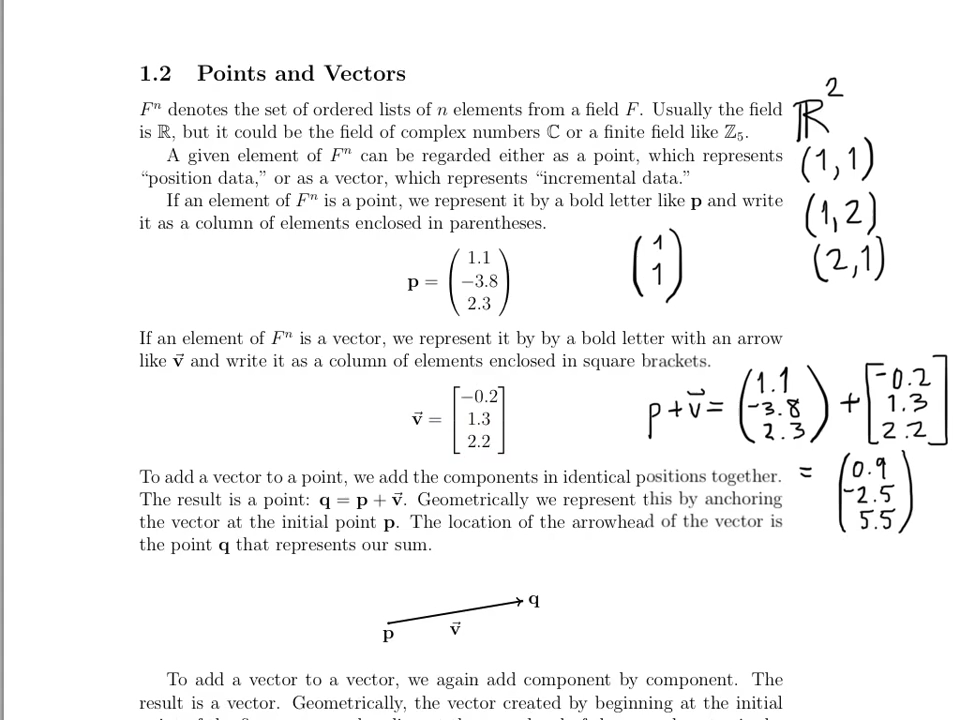 1.2 Points and Vectors
Fⁿ denotes the set of ordered lists of n elements from a field F. Usually the field
is ℝ, but it could be the field of complex numbers ℂ or a finite field like ℤ₅.
A given element of Fⁿ can be regarded either as a point, which represents
“position data,” or as a vector, which represents “incremental data.”
If an element of Fⁿ is a point, we represent it by a bold letter like p and write
it as a column of elements enclosed in parentheses.
ℝ²
(1,1)
(1,2)
(2,1)
p = (1.1
−3.8
2.3)
(1
1)
If an element of Fⁿ is a vector, we represent it by by a bold letter with an arrow
like v⃗ and write it as a column of elements enclosed in square brackets.
v⃗ = [−0.2
1.3
2.2]
p+v⃗ = (1.1
-3.8
2.3) + [-0.2
1.3
2.2]
= (0.9
-2.5
5.5)
To add a vector to a point, we add the components in identical positions together.
The result is a point: q = p + v⃗. Geometrically we represent this by anchoring
the vector at the initial point p. The location of the arrowhead of the vector is
the point q that represents our sum.
q
p
v⃗
To add a vector to a vector, we again add component by component. The
result is a vector. Geometrically, the vector created by beginning at the initial